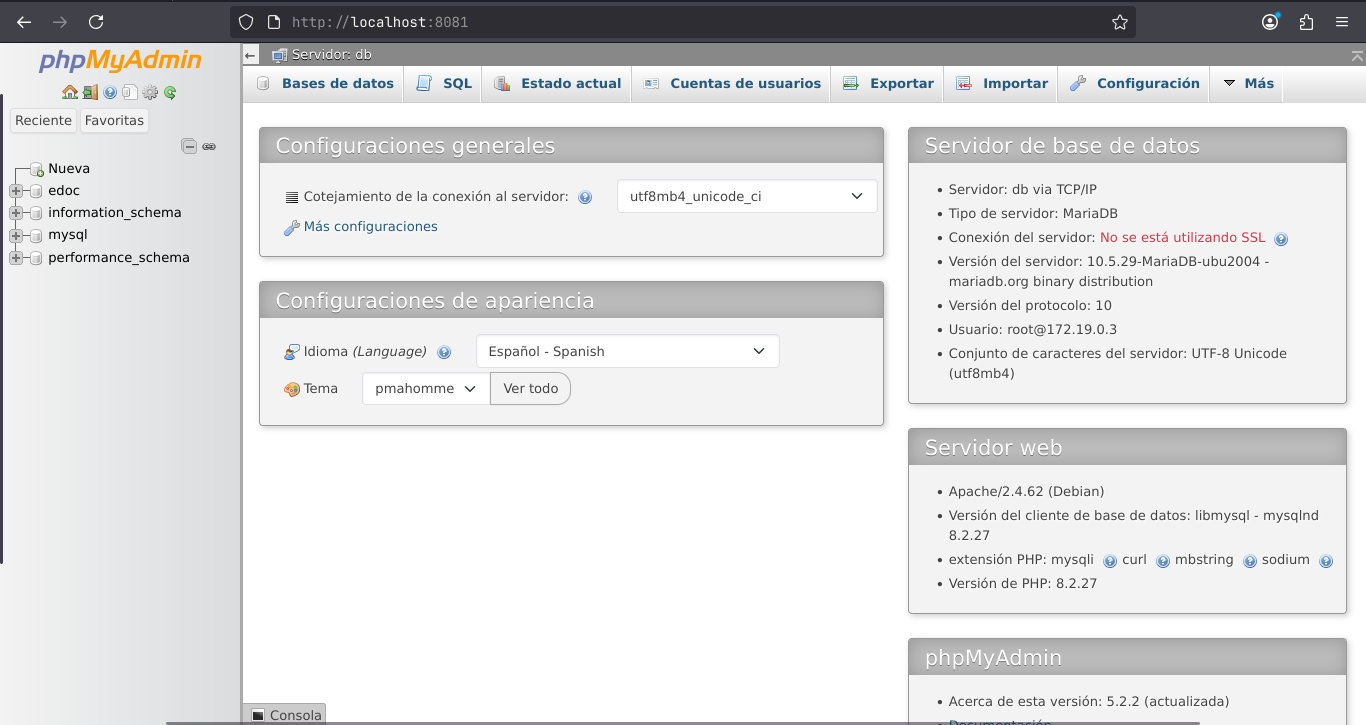 http://localhost:8081
phpMyAdmin
Reciente
Favoritas
Nueva
edoc
information_schema
mysql
performance_schema
Servidor: db
Bases de datos
SQL
Estado actual
Cuentas de usuarios
Exportar
Importar
Configuración
Más
Configuraciones generales
Cotejamiento de la conexión al servidor:
utf8mb4_unicode_ci
Más configuraciones
Configuraciones de apariencia
Idioma (Language)
Español - Spanish
Tema
pmahomme
Ver todo
Servidor de base de datos
• Servidor: db via TCP/IP
• Tipo de servidor: MariaDB
• Conexión del servidor: No se está utilizando SSL
• Versión del servidor: 10.5.29-MariaDB-ubu2004 -
mariadb.org binary distribution
• Versión del protocolo: 10
• Usuario: root@172.19.0.3
• Conjunto de caracteres del servidor: UTF-8 Unicode
(utf8mb4)
Servidor web
• Apache/2.4.62 (Debian)
• Versión del cliente de base de datos: libmysql - mysqlnd
8.2.27
• extensión PHP: mysqli curl mbstring sodium
• Versión de PHP: 8.2.27
phpMyAdmin
• Acerca de esta versión: 5.2.2 (actualizada)
• Documentación
Consola